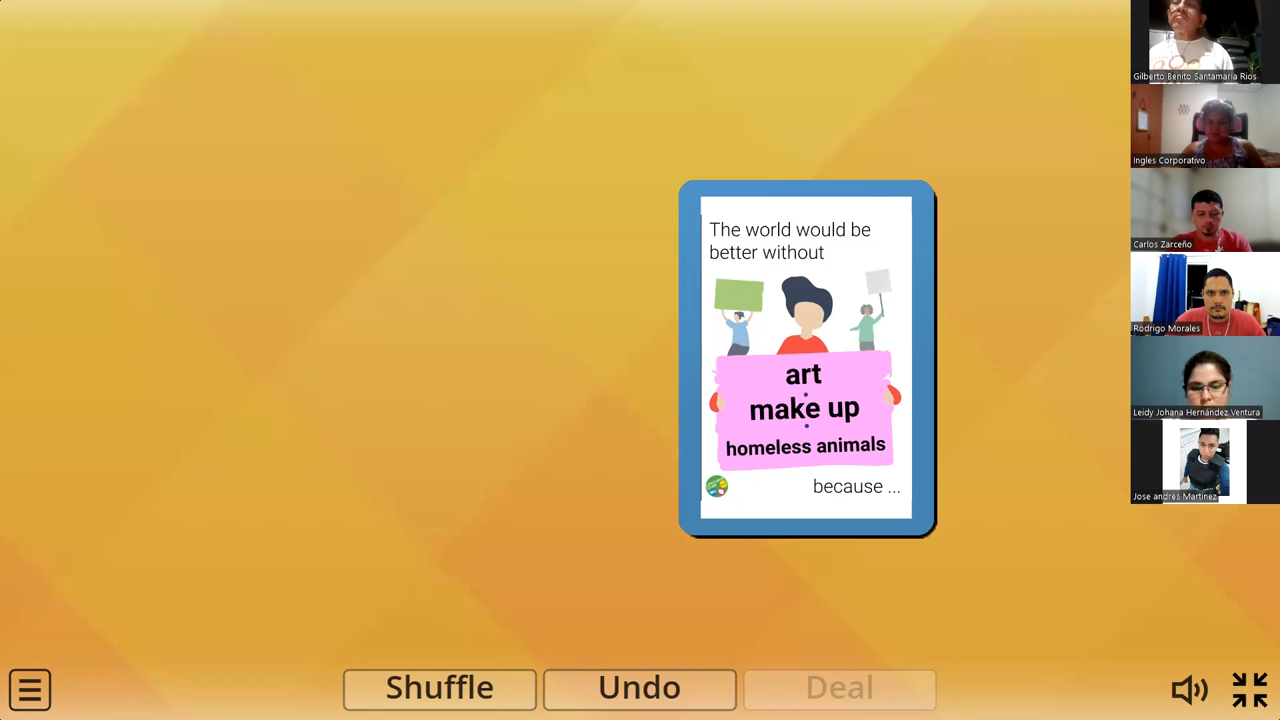 The world would be
better without
art
make up
homeless animals
because ...
Shuffle
Undo
Deal
Gilberto Benito Santamaria Rios
Ingles Corporativo
Carlos Zarceño
Rodrigo Morales
Leidy Johana Hernández Ventura
Jose andres Martinez